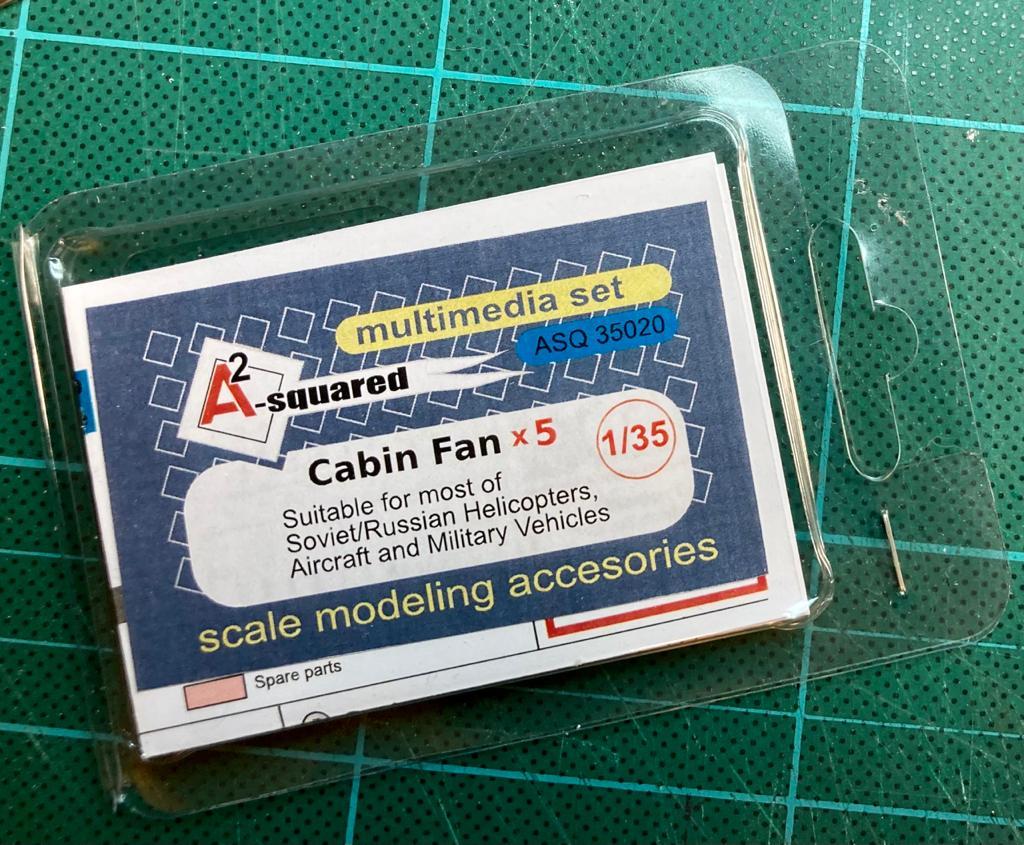 multimedia set
ASQ 35020
A2-squared
Cabin Fan x 5
1/35
Suitable for most of
Soviet/Russian Helicopters,
Aircraft and Military Vehicles
scale modeling accesories
Spare parts